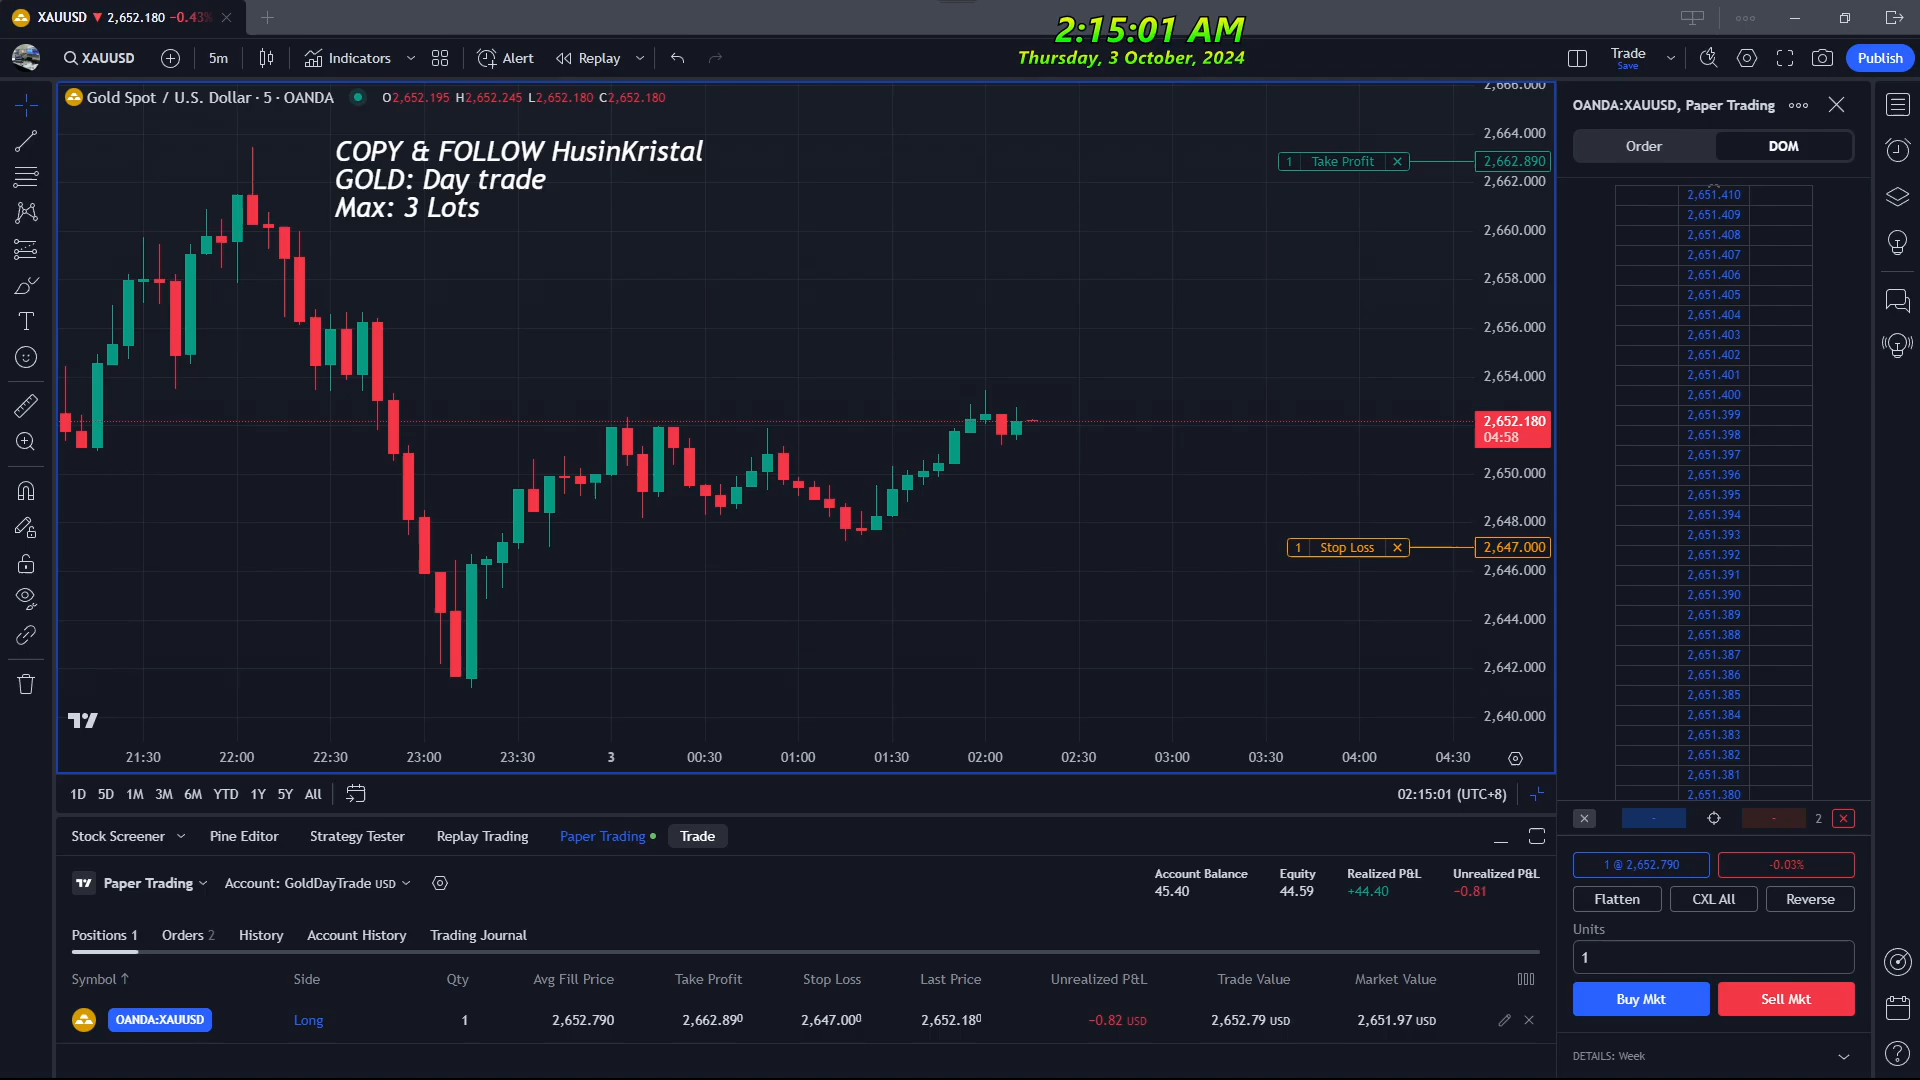 XAUUSD ▼ 2,652.180 −0.43%
2:15:01 AM
Thursday, 3 October, 2024
XAUUSD
5m
Indicators
Alert
Replay
Trade
Save
Publish
Gold Spot / U.S. Dollar · 5 · OANDA
O2,652.195 H2,652.245 L2,652.180 C2,652.180
COPY & FOLLOW HusinKristal
GOLD: Day trade
Max: 3 Lots
1 Take Profit
2,662.890
1 Stop Loss
2,647.000
2,666.000
2,664.000
2,662.000
2,660.000
2,658.000
2,656.000
2,654.000
2,652.180
04:58
2,650.000
2,648.000
2,646.000
2,644.000
2,642.000
2,640.000
21:30 22:00 22:30 23:00 23:30 3 00:30 01:00 01:30 02:00 02:30 03:00 03:30 04:00 04:30
1D 5D 1M 3M 6M YTD 1Y 5Y All
02:15:01 (UTC+8)
OANDA:XAUUSD, Paper Trading
Order DOM
2,651.410
2,651.409
2,651.408
2,651.407
2,651.406
2,651.405
2,651.404
2,651.403
2,651.402
2,651.401
2,651.400
2,651.399
2,651.398
2,651.397
2,651.396
2,651.395
2,651.394
2,651.393
2,651.392
2,651.391
2,651.390
2,651.389
2,651.388
2,651.387
2,651.386
2,651.385
2,651.384
2,651.383
2,651.382
2,651.381
2,651.380
- - 2
1 @ 2,652.790 -0.03%
Flatten CXL All Reverse
Units
1
Buy Mkt Sell Mkt
DETAILS: Week
Stock Screener Pine Editor Strategy Tester Replay Trading Paper Trading Trade
Paper Trading Account: GoldDayTrade USD
Account Balance Equity Realized P&L Unrealized P&L
45.40 44.59 +44.40 −0.81
Positions 1 Orders 2 History Account History Trading Journal
Symbol ↑ Side Qty Avg Fill Price Take Profit Stop Loss Last Price Unrealized P&L Trade Value Market Value
OANDA:XAUUSD Long 1 2,652.790 2,662.890 2,647.000 2,652.180 −0.82 USD 2,652.79 USD 2,651.97 USD